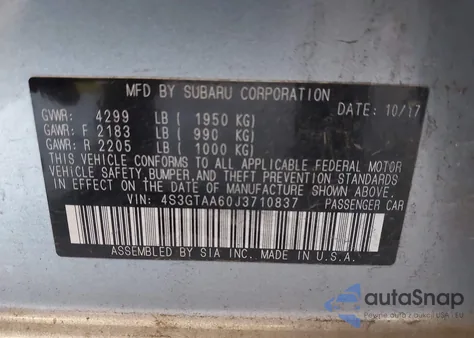 MFD BY SUBARU CORPORATION
GVWR: 4299 LB ( 1950 KG) DATE: 10/17
GAWR: F 2183 LB ( 990 KG)
GAWR: R 2205 LB ( 1000 KG)
THIS VEHICLE CONFORMS TO ALL APPLICABLE FEDERAL MOTOR
VEHICLE SAFETY, BUMPER, AND THEFT PREVENTION STANDARDS
IN EFFECT ON THE DATE OF MANUFACTURE SHOWN ABOVE.
VIN: 4S3GTAA60J3710837 PASSENGER CAR
ASSEMBLED BY SIA INC. MADE IN U.S.A.
autoSnap